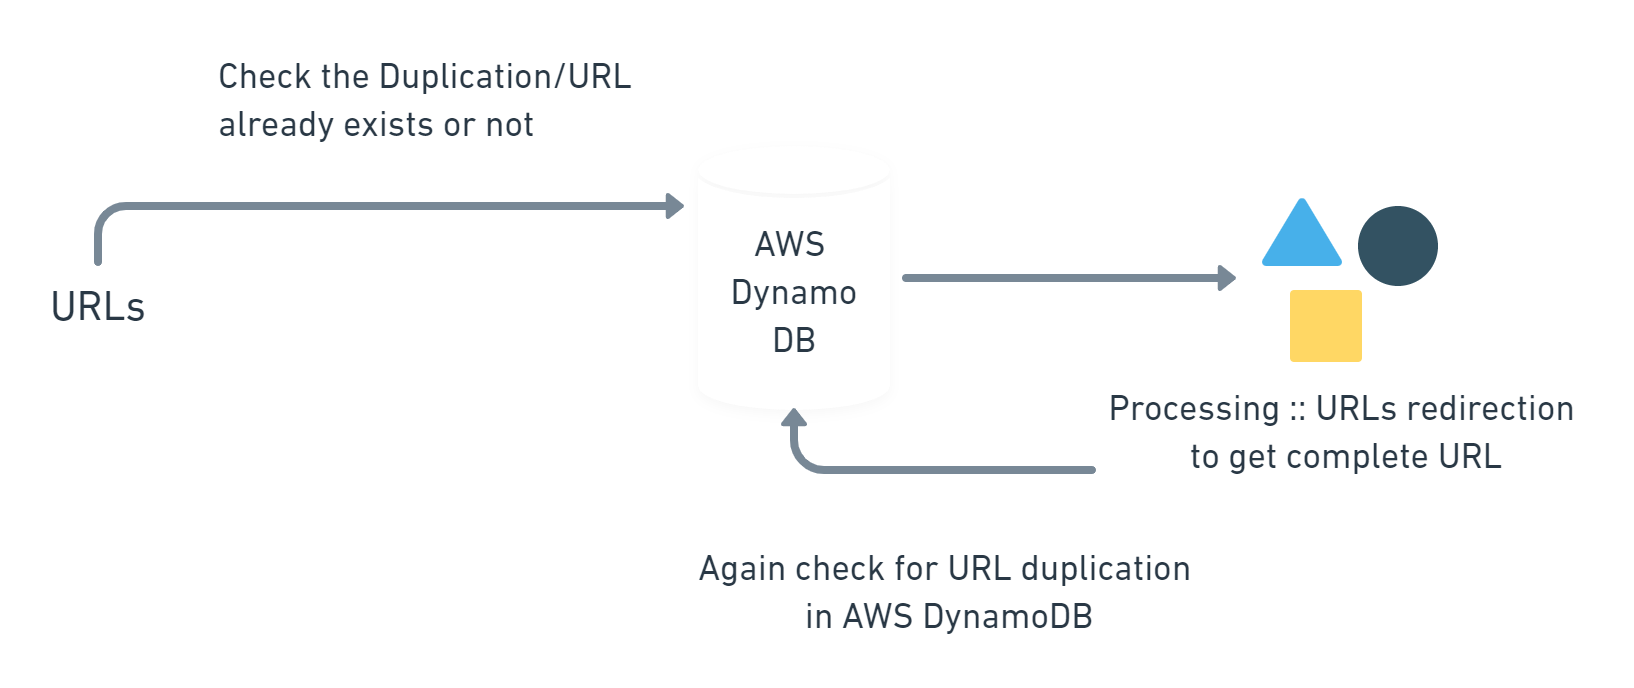 Check the Duplication/URL
already exists or not
URLs
AWS
Dynamo
DB
Processing :: URLs redirection
to get complete URL
Again check for URL duplication
in AWS DynamoDB